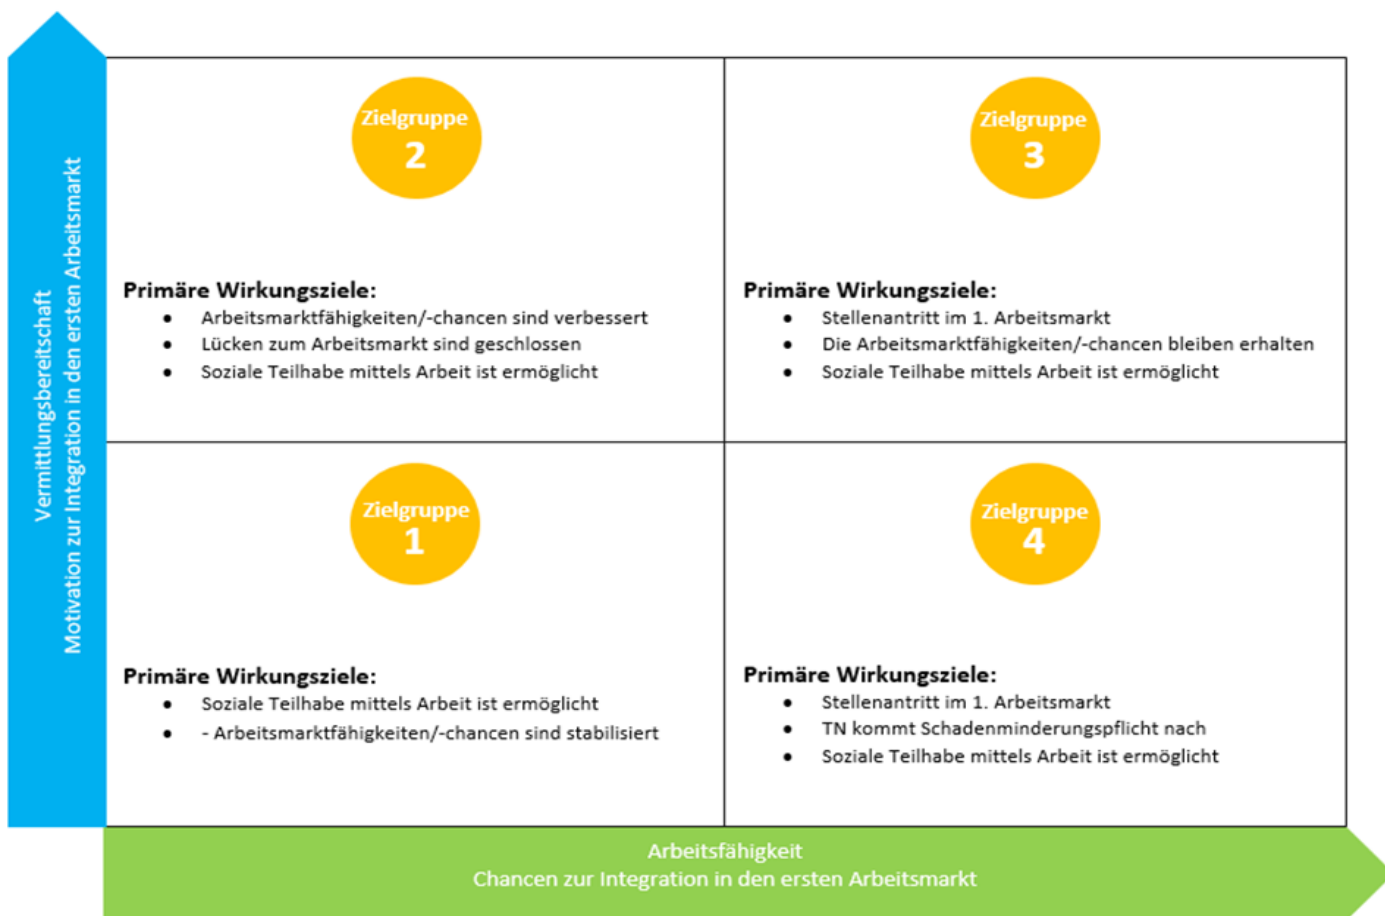 Vermittlungsbereitschaft
Motivation zur Integration in den ersten Arbeitsmarkt
Zielgruppe
2
Primäre Wirkungsziele:
• Arbeitsmarktfähigkeiten/-chancen sind verbessert
• Lücken zum Arbeitsmarkt sind geschlossen
• Soziale Teilhabe mittels Arbeit ist ermöglicht
Zielgruppe
3
Primäre Wirkungsziele:
• Stellenantritt im 1. Arbeitsmarkt
• Die Arbeitsmarktfähigkeiten/-chancen bleiben erhalten
• Soziale Teilhabe mittels Arbeit ist ermöglicht
Zielgruppe
1
Primäre Wirkungsziele:
• Soziale Teilhabe mittels Arbeit ist ermöglicht
• - Arbeitsmarktfähigkeiten/-chancen sind stabilisiert
Zielgruppe
4
Primäre Wirkungsziele:
• Stellenantritt im 1. Arbeitsmarkt
• TN kommt Schadenminderungspflicht nach
• Soziale Teilhabe mittels Arbeit ist ermöglicht
Arbeitsfähigkeit
Chancen zur Integration in den ersten Arbeitsmarkt